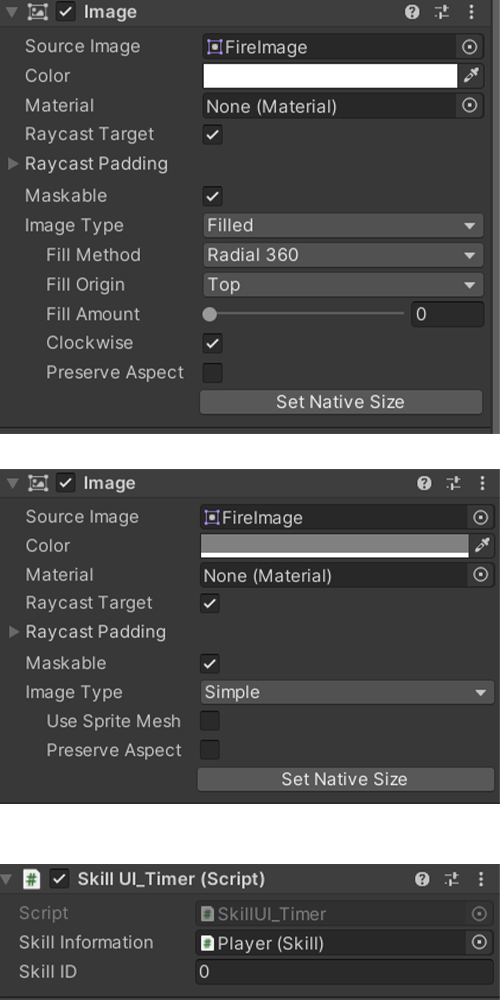 Image
Source Image FireImage
Color
Material None (Material)
Raycast Target
Raycast Padding
Maskable
Image Type Filled
Fill Method Radial 360
Fill Origin Top
Fill Amount 0
Clockwise
Preserve Aspect
Set Native Size
Image
Source Image FireImage
Color
Material None (Material)
Raycast Target
Raycast Padding
Maskable
Image Type Simple
Use Sprite Mesh
Preserve Aspect
Set Native Size
# Skill UI_Timer (Script)
Script # SkillUI_Timer
Skill Information # Player (Skill)
Skill ID 0